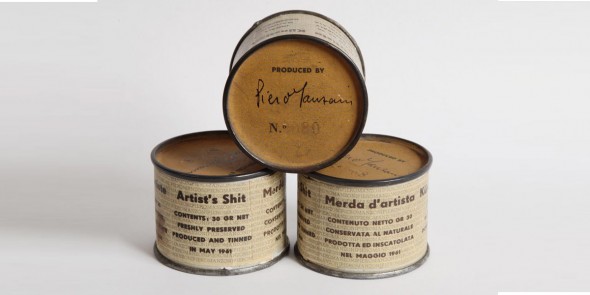 PRODUCED BY
Piero Manzoni
N.º
Artist's Shit
CONTENTS: 30 GR NET
FRESHLY PRESERVED
PRODUCED AND TINNED
IN MAY 1961
Merda d'artista
CONTENUTO NETTO GR 30
CONSERVATA AL NATURALE
PRODOTTA ED INSCATOLATA
NEL MAGGIO 1961